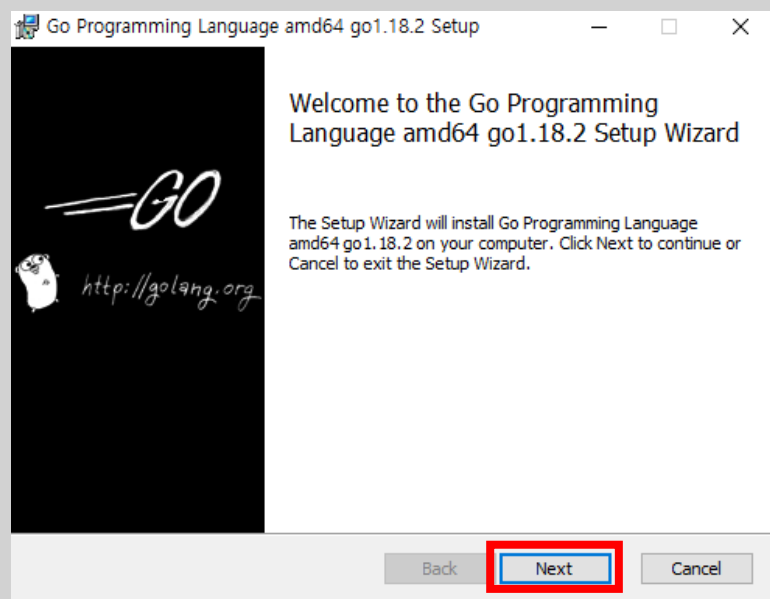 Go Programming Language amd64 go1.18.2 Setup
Welcome to the Go Programming
Language amd64 go1.18.2 Setup Wizard
GO
http://golang.org
The Setup Wizard will install Go Programming Language
amd64 go1.18.2 on your computer. Click Next to continue or
Cancel to exit the Setup Wizard.
Back
Next
Cancel